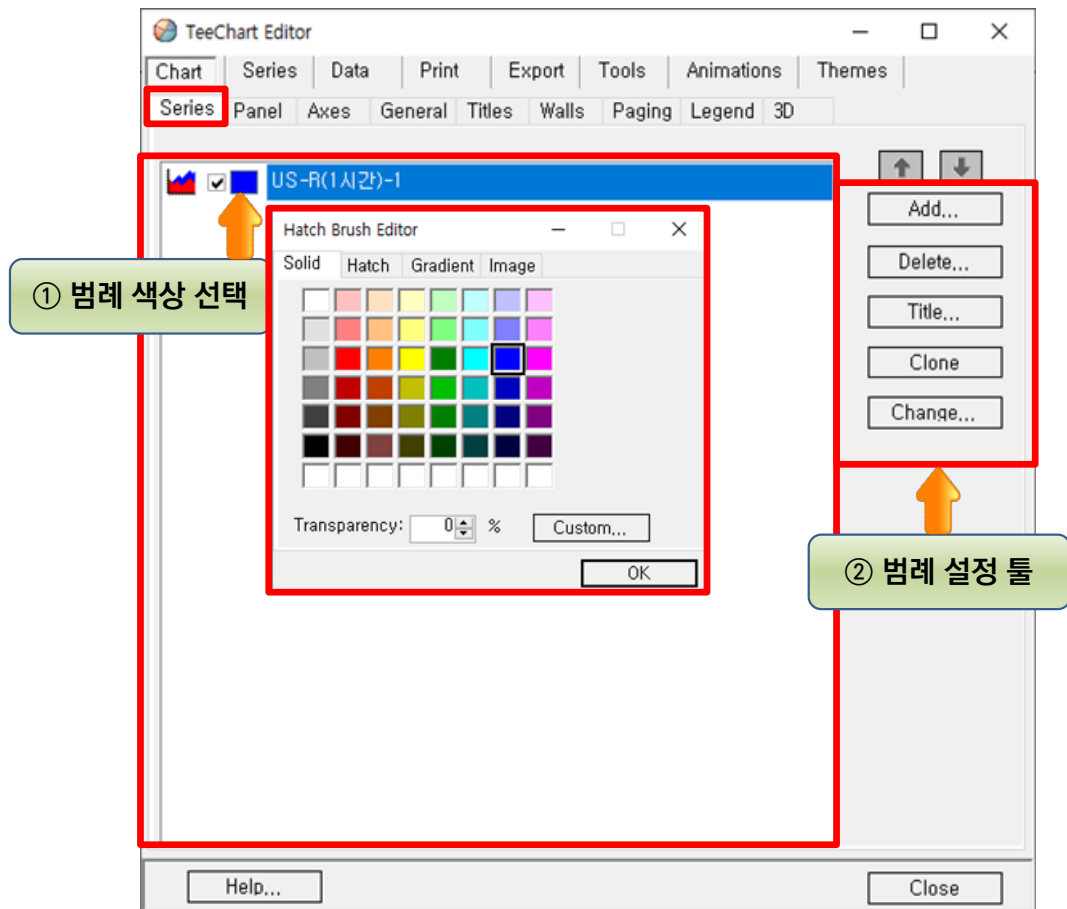 TeeChart Editor
Chart Series Data Print Export Tools Animations Themes
Series Panel Axes General Titles Walls Paging Legend 3D
US-R(1시간)-1
Add...
Hatch Brush Editor
Solid Hatch Gradient Image
Delete...
① 범례 색상 선택
Title...
Clone
Change...
Transparency: 0 % Custom...
OK
② 범례 설정 툴
Help... Close